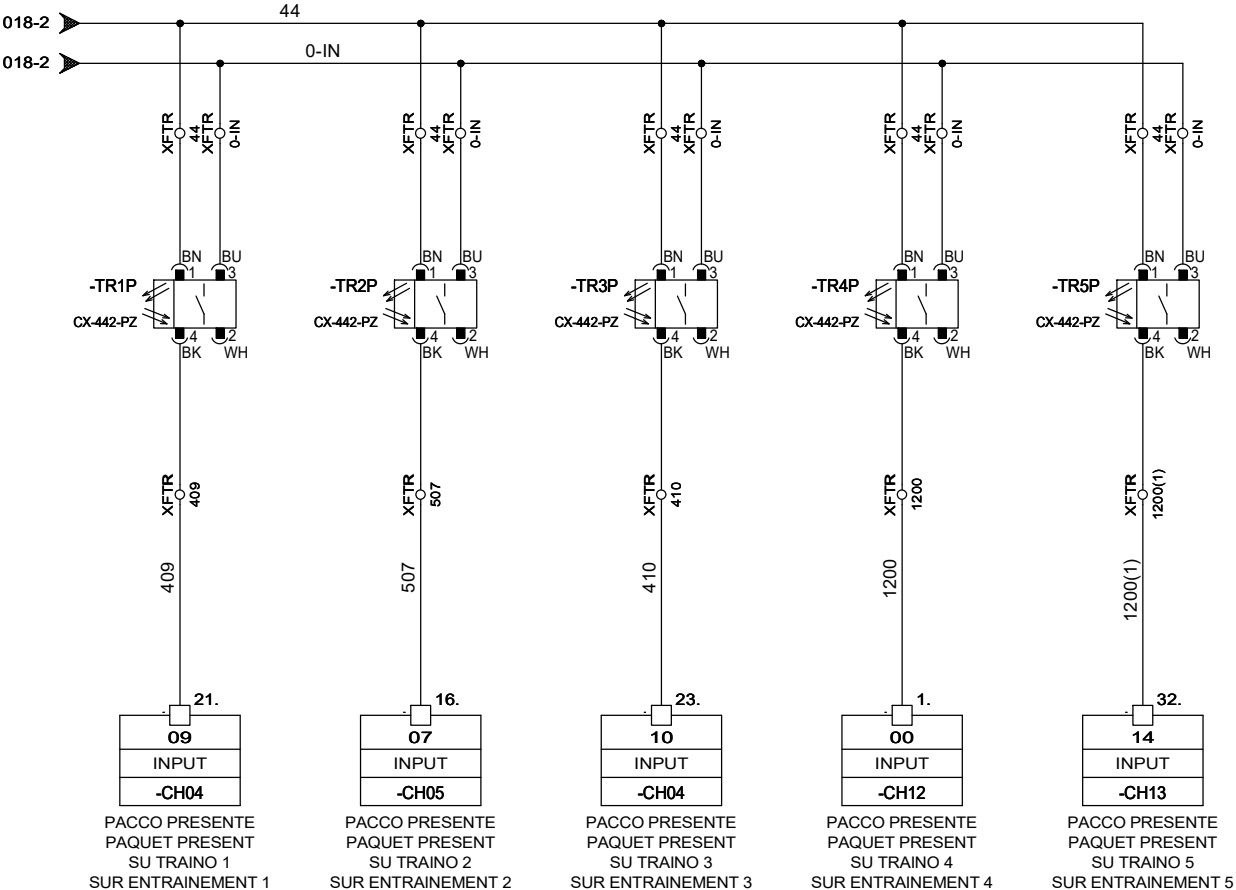 018-2
44
018-2
0-IN
XFTR 44 XFTR 0-IN
XFTR 44 XFTR 0-IN
XFTR 44 XFTR 0-IN
XFTR 44 XFTR 0-IN
XFTR 44 XFTR 0-IN
BN BU
1 3
-TR1P
CX-442-PZ
4 2
BK WH
BN BU
1 3
-TR2P
CX-442-PZ
4 2
BK WH
BN BU
1 3
-TR3P
CX-442-PZ
4 2
BK WH
BN BU
1 3
-TR4P
CX-442-PZ
4 2
BK WH
BN BU
1 3
-TR5P
CX-442-PZ
4 2
BK WH
XFTR 409
XFTR 507
XFTR 410
XFTR 1200
XFTR 1200(1)
409
507
410
1200
1200(1)
21.
09
INPUT
-CH04
PACCO PRESENTE
PAQUET PRESENT
SU TRAINO 1
SUR ENTRAINEMENT 1
16.
07
INPUT
-CH05
PACCO PRESENTE
PAQUET PRESENT
SU TRAINO 2
SUR ENTRAINEMENT 2
23.
10
INPUT
-CH04
PACCO PRESENTE
PAQUET PRESENT
SU TRAINO 3
SUR ENTRAINEMENT 3
1.
00
INPUT
-CH12
PACCO PRESENTE
PAQUET PRESENT
SU TRAINO 4
SUR ENTRAINEMENT 4
32.
14
INPUT
-CH13
PACCO PRESENTE
PAQUET PRESENT
SU TRAINO 5
SUR ENTRAINEMENT 5